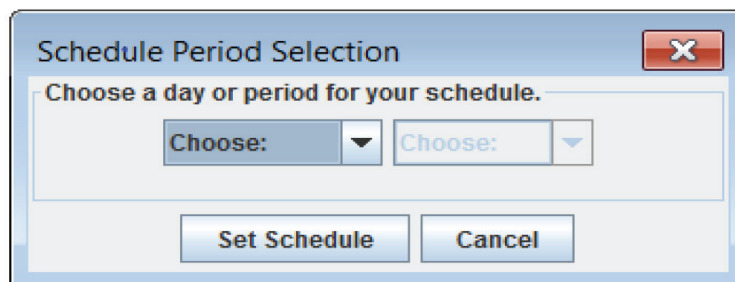 Schedule Period Selection
Choose a day or period for your schedule.
Choose: Choose:
Set Schedule Cancel